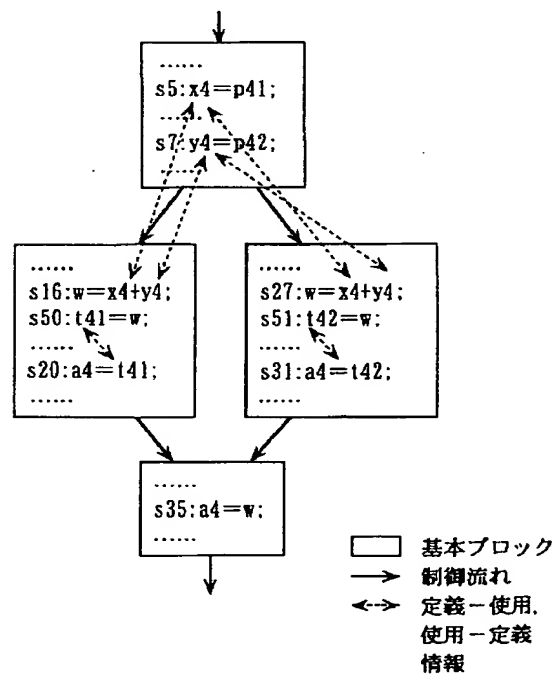 ......
s5:x4=p41;
......
s7:y4=p42;
......
......
s16:w=x4+y4;
s50:t41=w;
......
s20:a4=t41;
......
......
s27:w=x4+y4;
s51:t42=w;
......
s31:a4=t42;
......
......
s35:a4=w;
......
基本ブロック
制御流れ
定義－使用,
使用－定義
情報